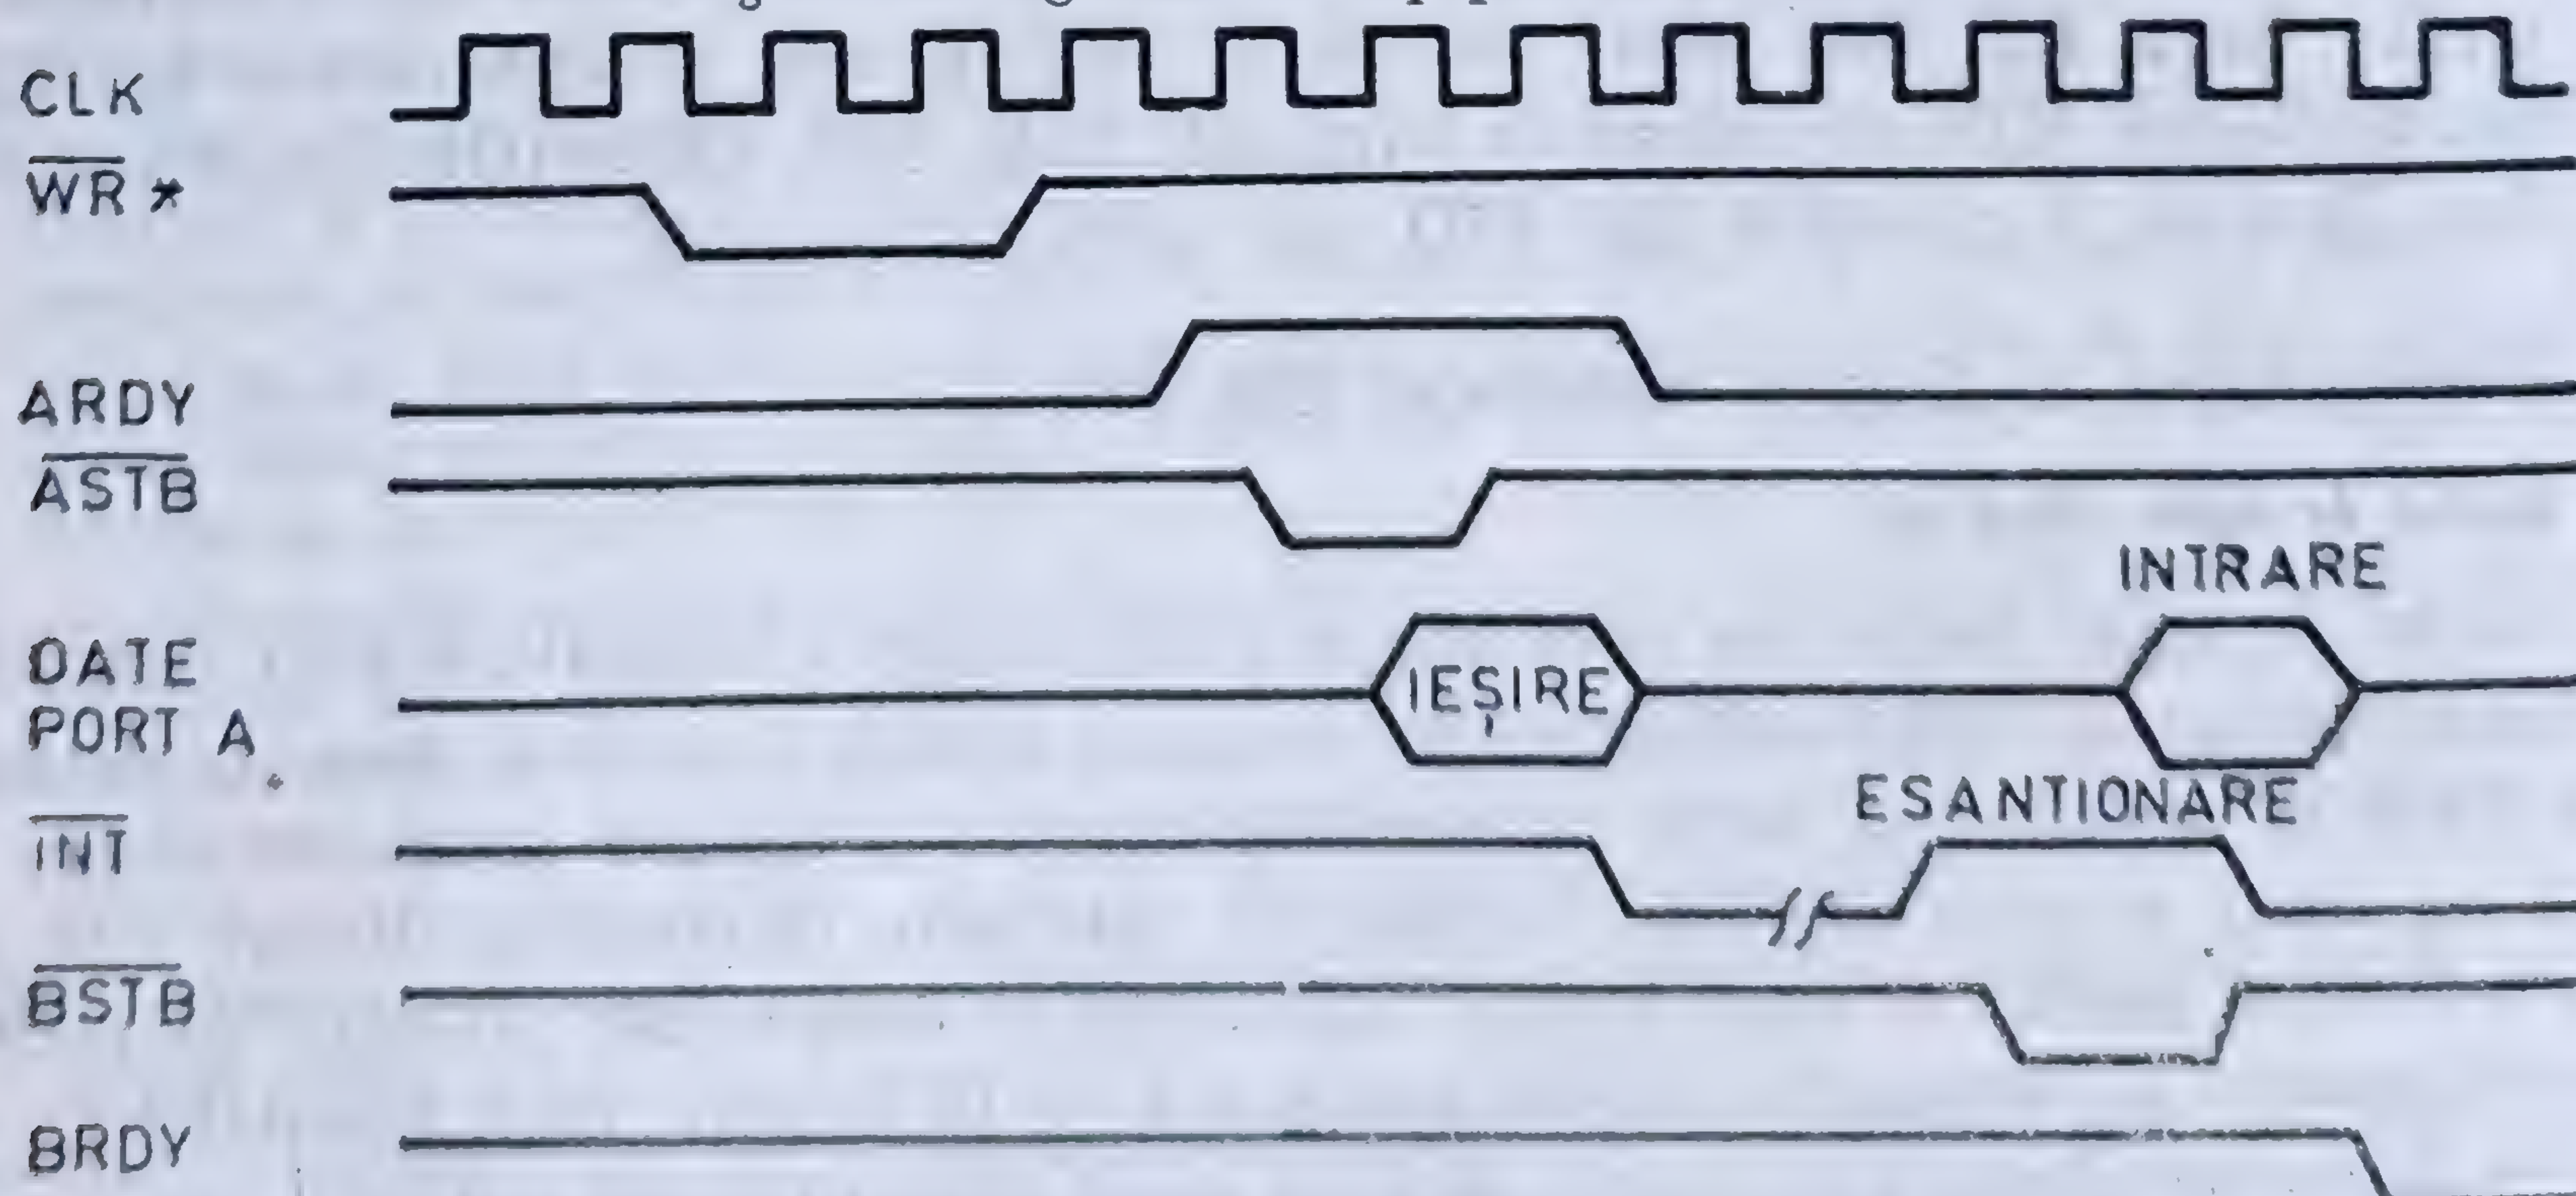 CLK
WR *
ARDY
ASTB
INTRARE
DATE
PORT A
IEȘIRE
ESANTIONARE
INT
BSTB
BRDY